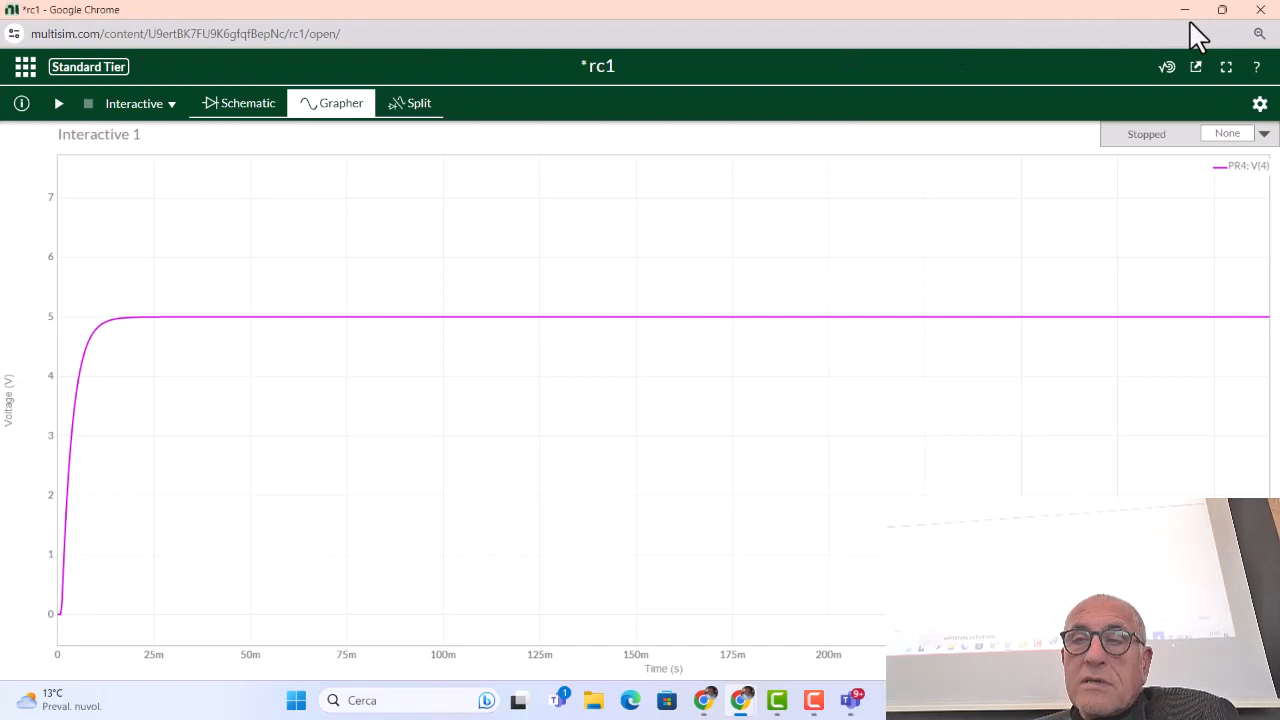 *rc1 - Google Chrome
multisim.com/content/U9ertBK7FU9K6gfqfBepNc/rc1/open/
Standard Tier
*rc1
?
Interactive
Schematic
Grapher
Split
Interactive 1
Stopped
None
PR4: V(4)
7
6
5
4
3
2
1
0
Voltage (V)
0
25m
50m
75m
100m
125m
150m
175m
200m
Time (s)
13°C
Preval. nuvol.
Cerca
1
9+